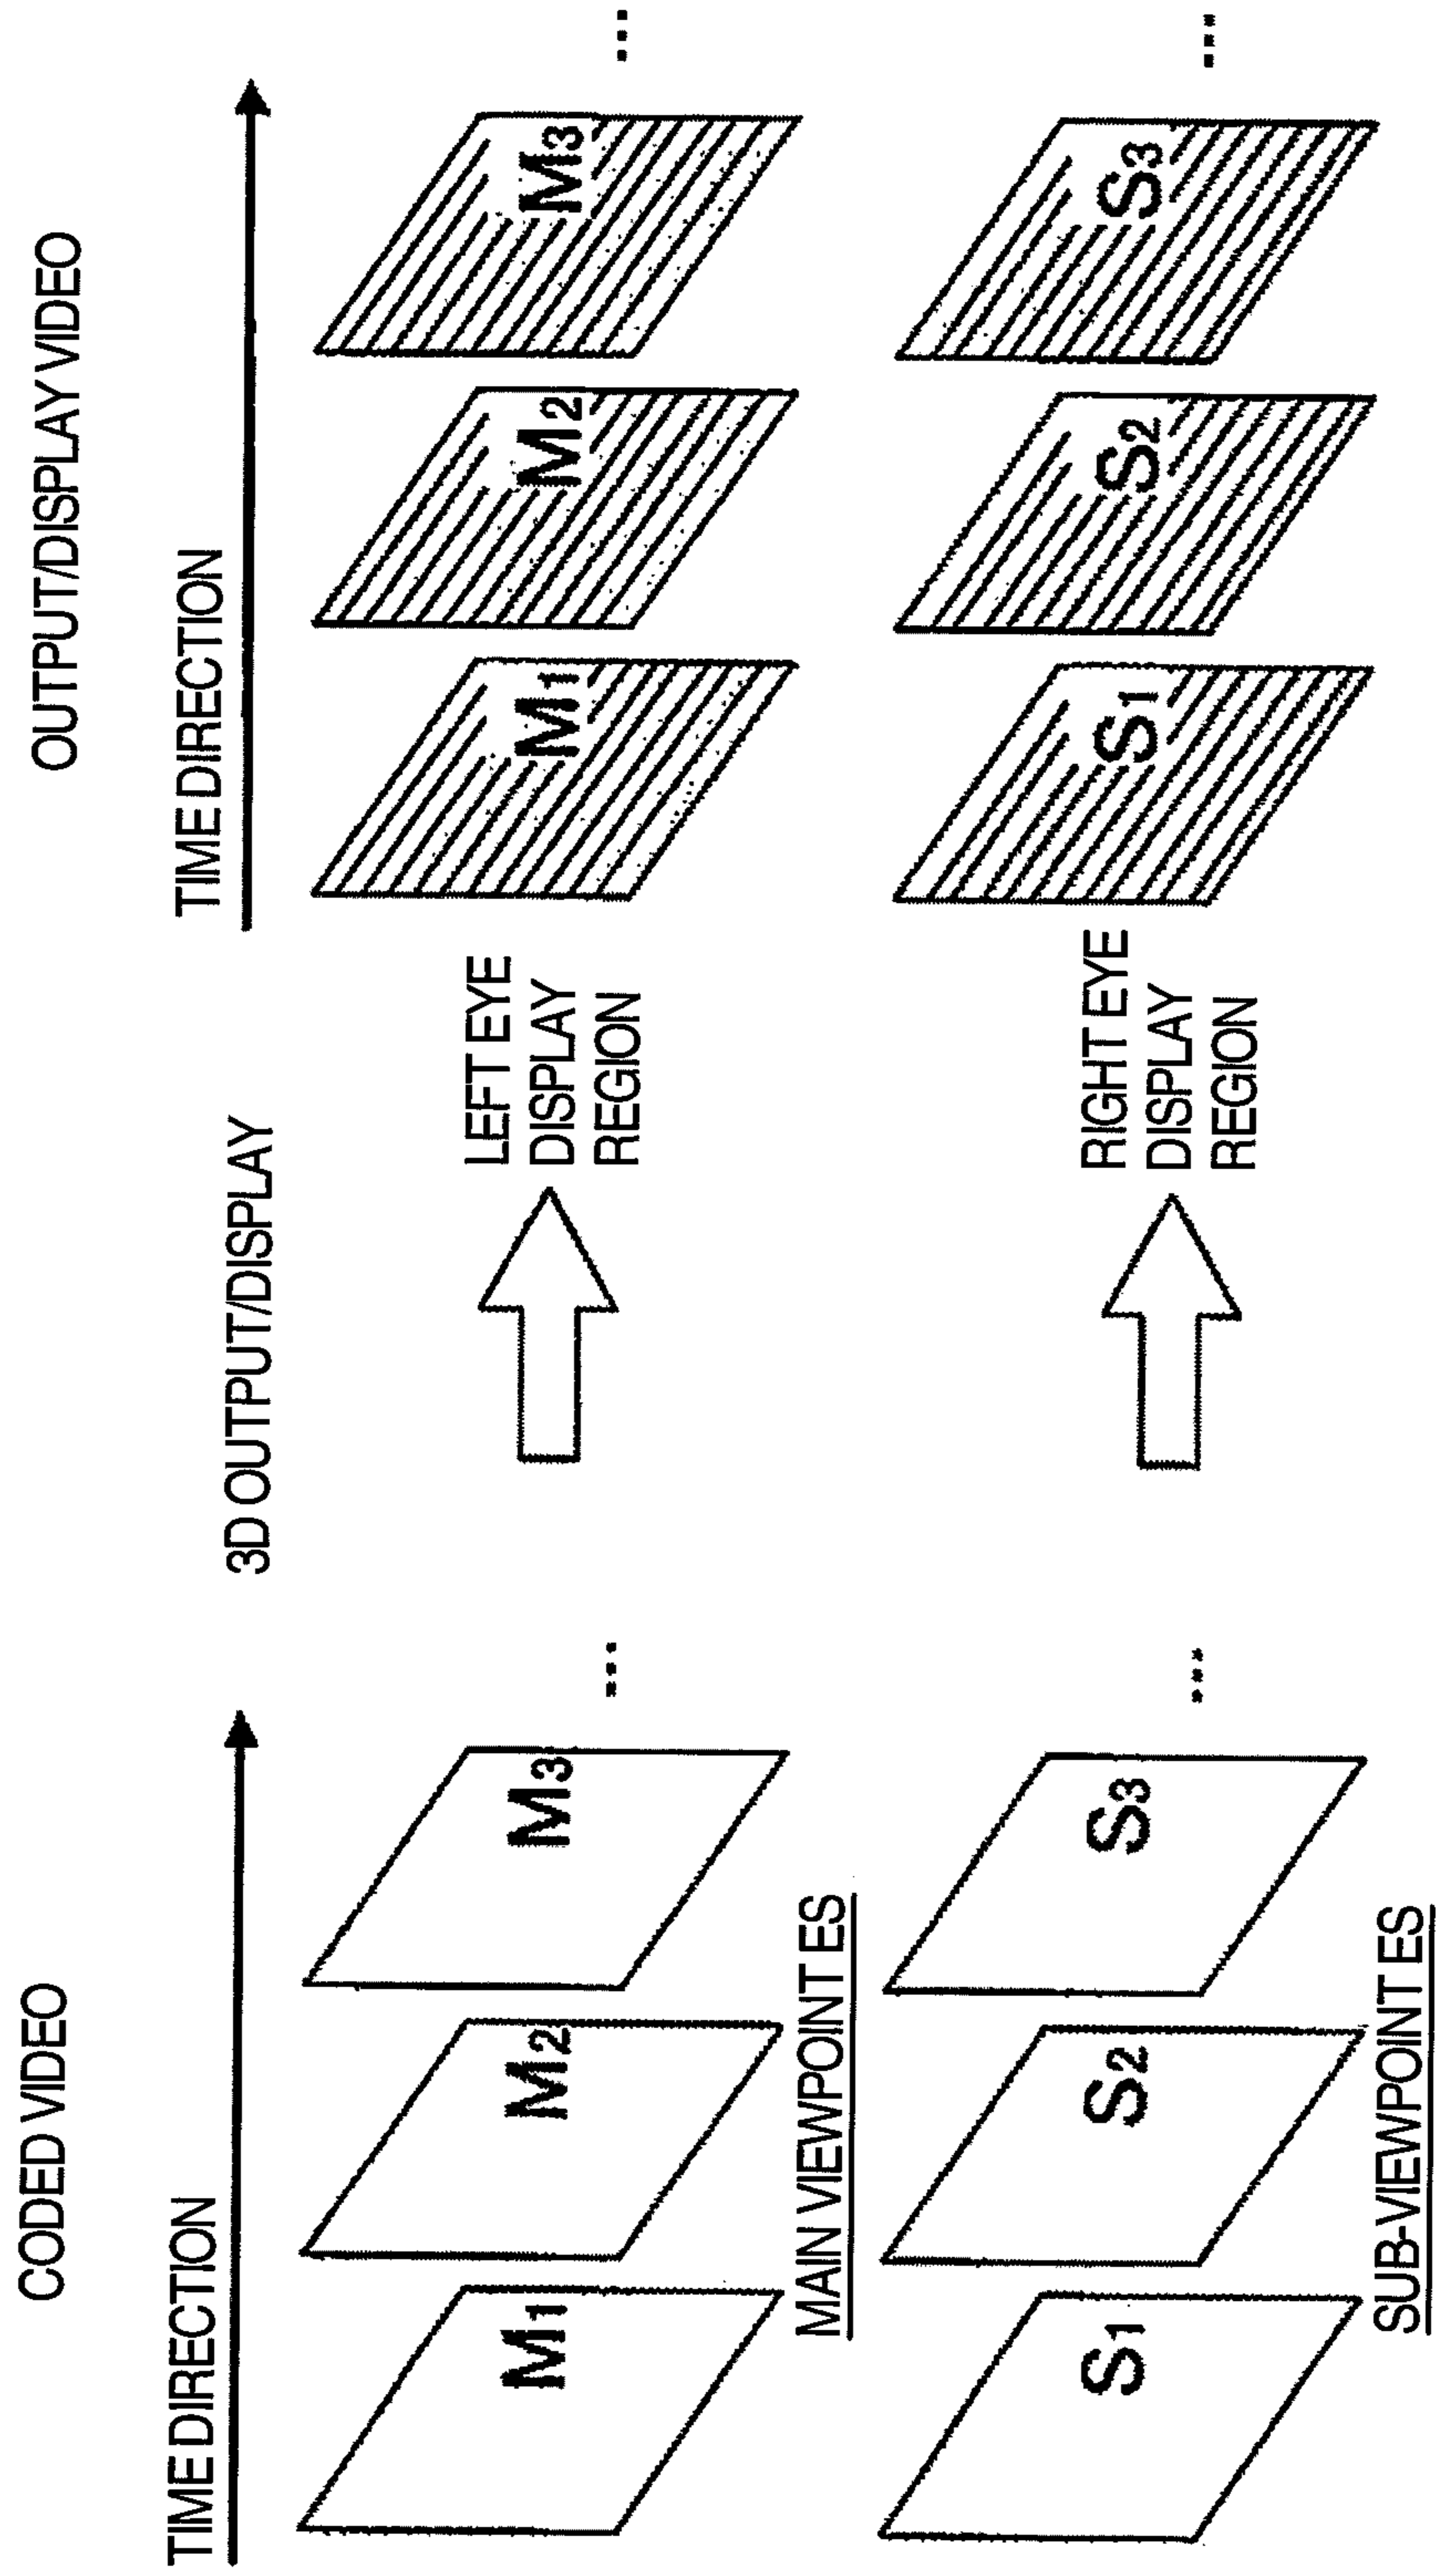 CODED VIDEO
OUTPUT/DISPLAY VIDEO
TIME DIRECTION
3D OUTPUT/DISPLAY
TIME DIRECTION
M1
M2
M3
...
LEFT EYE
DISPLAY
REGION
M1
M2
M3
...
MAIN VIEWPOINT ES
S1
S2
S3
...
RIGHT EYE
DISPLAY
REGION
S1
S2
S3
...
SUB-VIEWPOINT ES